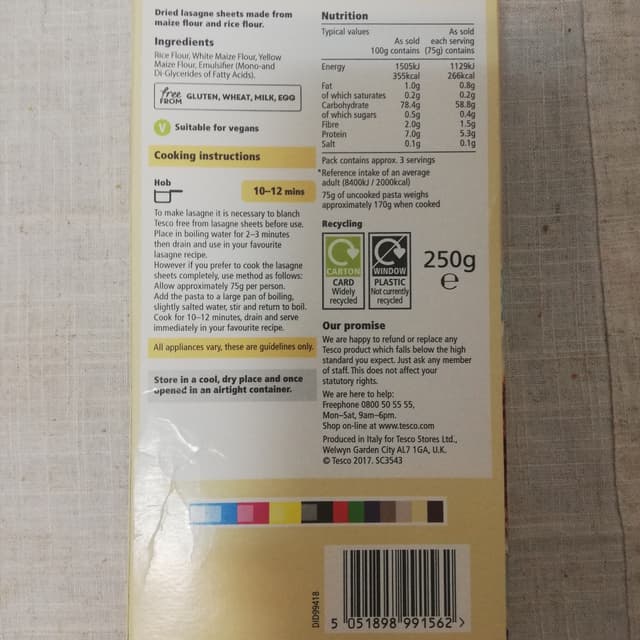 Dried lasagne sheets made from
maize flour and rice flour.
Ingredients
Rice Flour, White Maize Flour, Yellow
Maize Flour, Emulsifier (Mono-and
Di-Glycerides of Fatty Acids).
free FROM GLUTEN, WHEAT, MILK, EGG
V Suitable for vegans
Cooking instructions
Hob
10–12 mins
To make lasagne it is necessary to blanch
Tesco free from lasagne sheets before use.
Place in boiling water for 2–3 minutes
then drain and use in your favourite
lasagne recipe.
However if you prefer to cook the lasagne
sheets completely, use method as follows:
Allow approximately 75g per person.
Add the pasta to a large pan of boiling,
slightly salted water, stir and return to boil.
Cook for 10–12 minutes, drain and serve
immediately in your favourite recipe.
All appliances vary, these are guidelines only.
Store in a cool, dry place and once
opened in an airtight container.
Nutrition
Typical values As sold As sold
100g contains each serving (75g) contains
Energy 1505kJ 1129kJ
355kcal 266kcal
Fat 1.0g 0.8g
of which saturates 0.2g 0.2g
Carbohydrate 78.4g 58.8g
of which sugars 0.5g 0.4g
Fibre 2.0g 1.5g
Protein 7.0g 5.3g
Salt 0.1g 0.1g
Pack contains approx. 3 servings
*Reference intake of an average
adult (8400kJ / 2000kcal)
75g of uncooked pasta weighs
approximately 170g when cooked
Recycling
CARTON WINDOW
CARD PLASTIC
Widely Not currently
recycled recycled
250g
e
Our promise
We are happy to refund or replace any
Tesco product which falls below the high
standard you expect. Just ask any member
of staff. This does not affect your
statutory rights.
We are here to help:
Freephone 0800 50 55 55,
Mon–Sat, 9am–6pm.
Shop on-line at www.tesco.com
Produced in Italy for Tesco Stores Ltd.,
Welwyn Garden City AL7 1GA, U.K.
© Tesco 2017. SC3543
DID99418
5 051898 991562 >